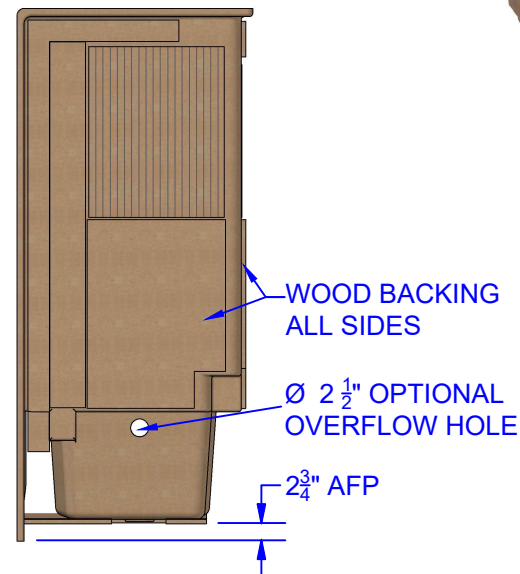 WOOD BACKING
ALL SIDES
Ø 2 1/2" OPTIONAL
OVERFLOW HOLE
2 3/4" AFP